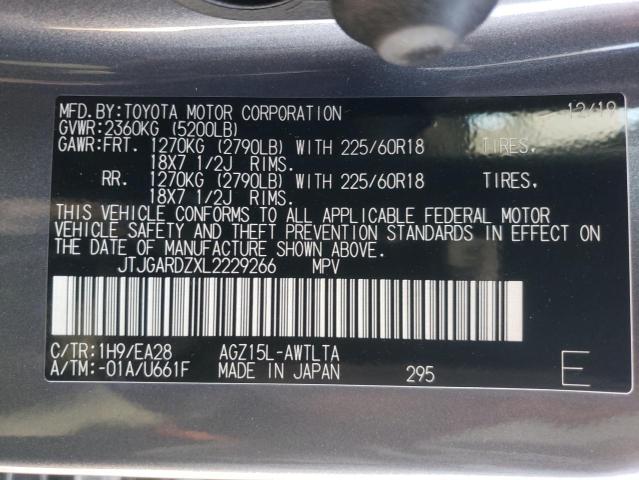 MFD.BY:TOYOTA MOTOR CORPORATION 12/19
GVWR:2360KG (5200LB)
GAWR:FRT. 1270KG (2790LB) WITH 225/60R18 TIRES,
18X7 1/2J RIMS.
RR. 1270KG (2790LB) WITH 225/60R18 TIRES,
18X7 1/2J RIMS.
THIS VEHICLE CONFORMS TO ALL APPLICABLE FEDERAL MOTOR
VEHICLE SAFETY AND THEFT PREVENTION STANDARDS IN EFFECT ON
THE DATE OF MANUFACTURE SHOWN ABOVE.
JTJGARDZXL2229266 MPV
C/TR:1H9/EA28 AGZ15L-AWTLTA
A/TM:-01A/U661F MADE IN JAPAN 295 E